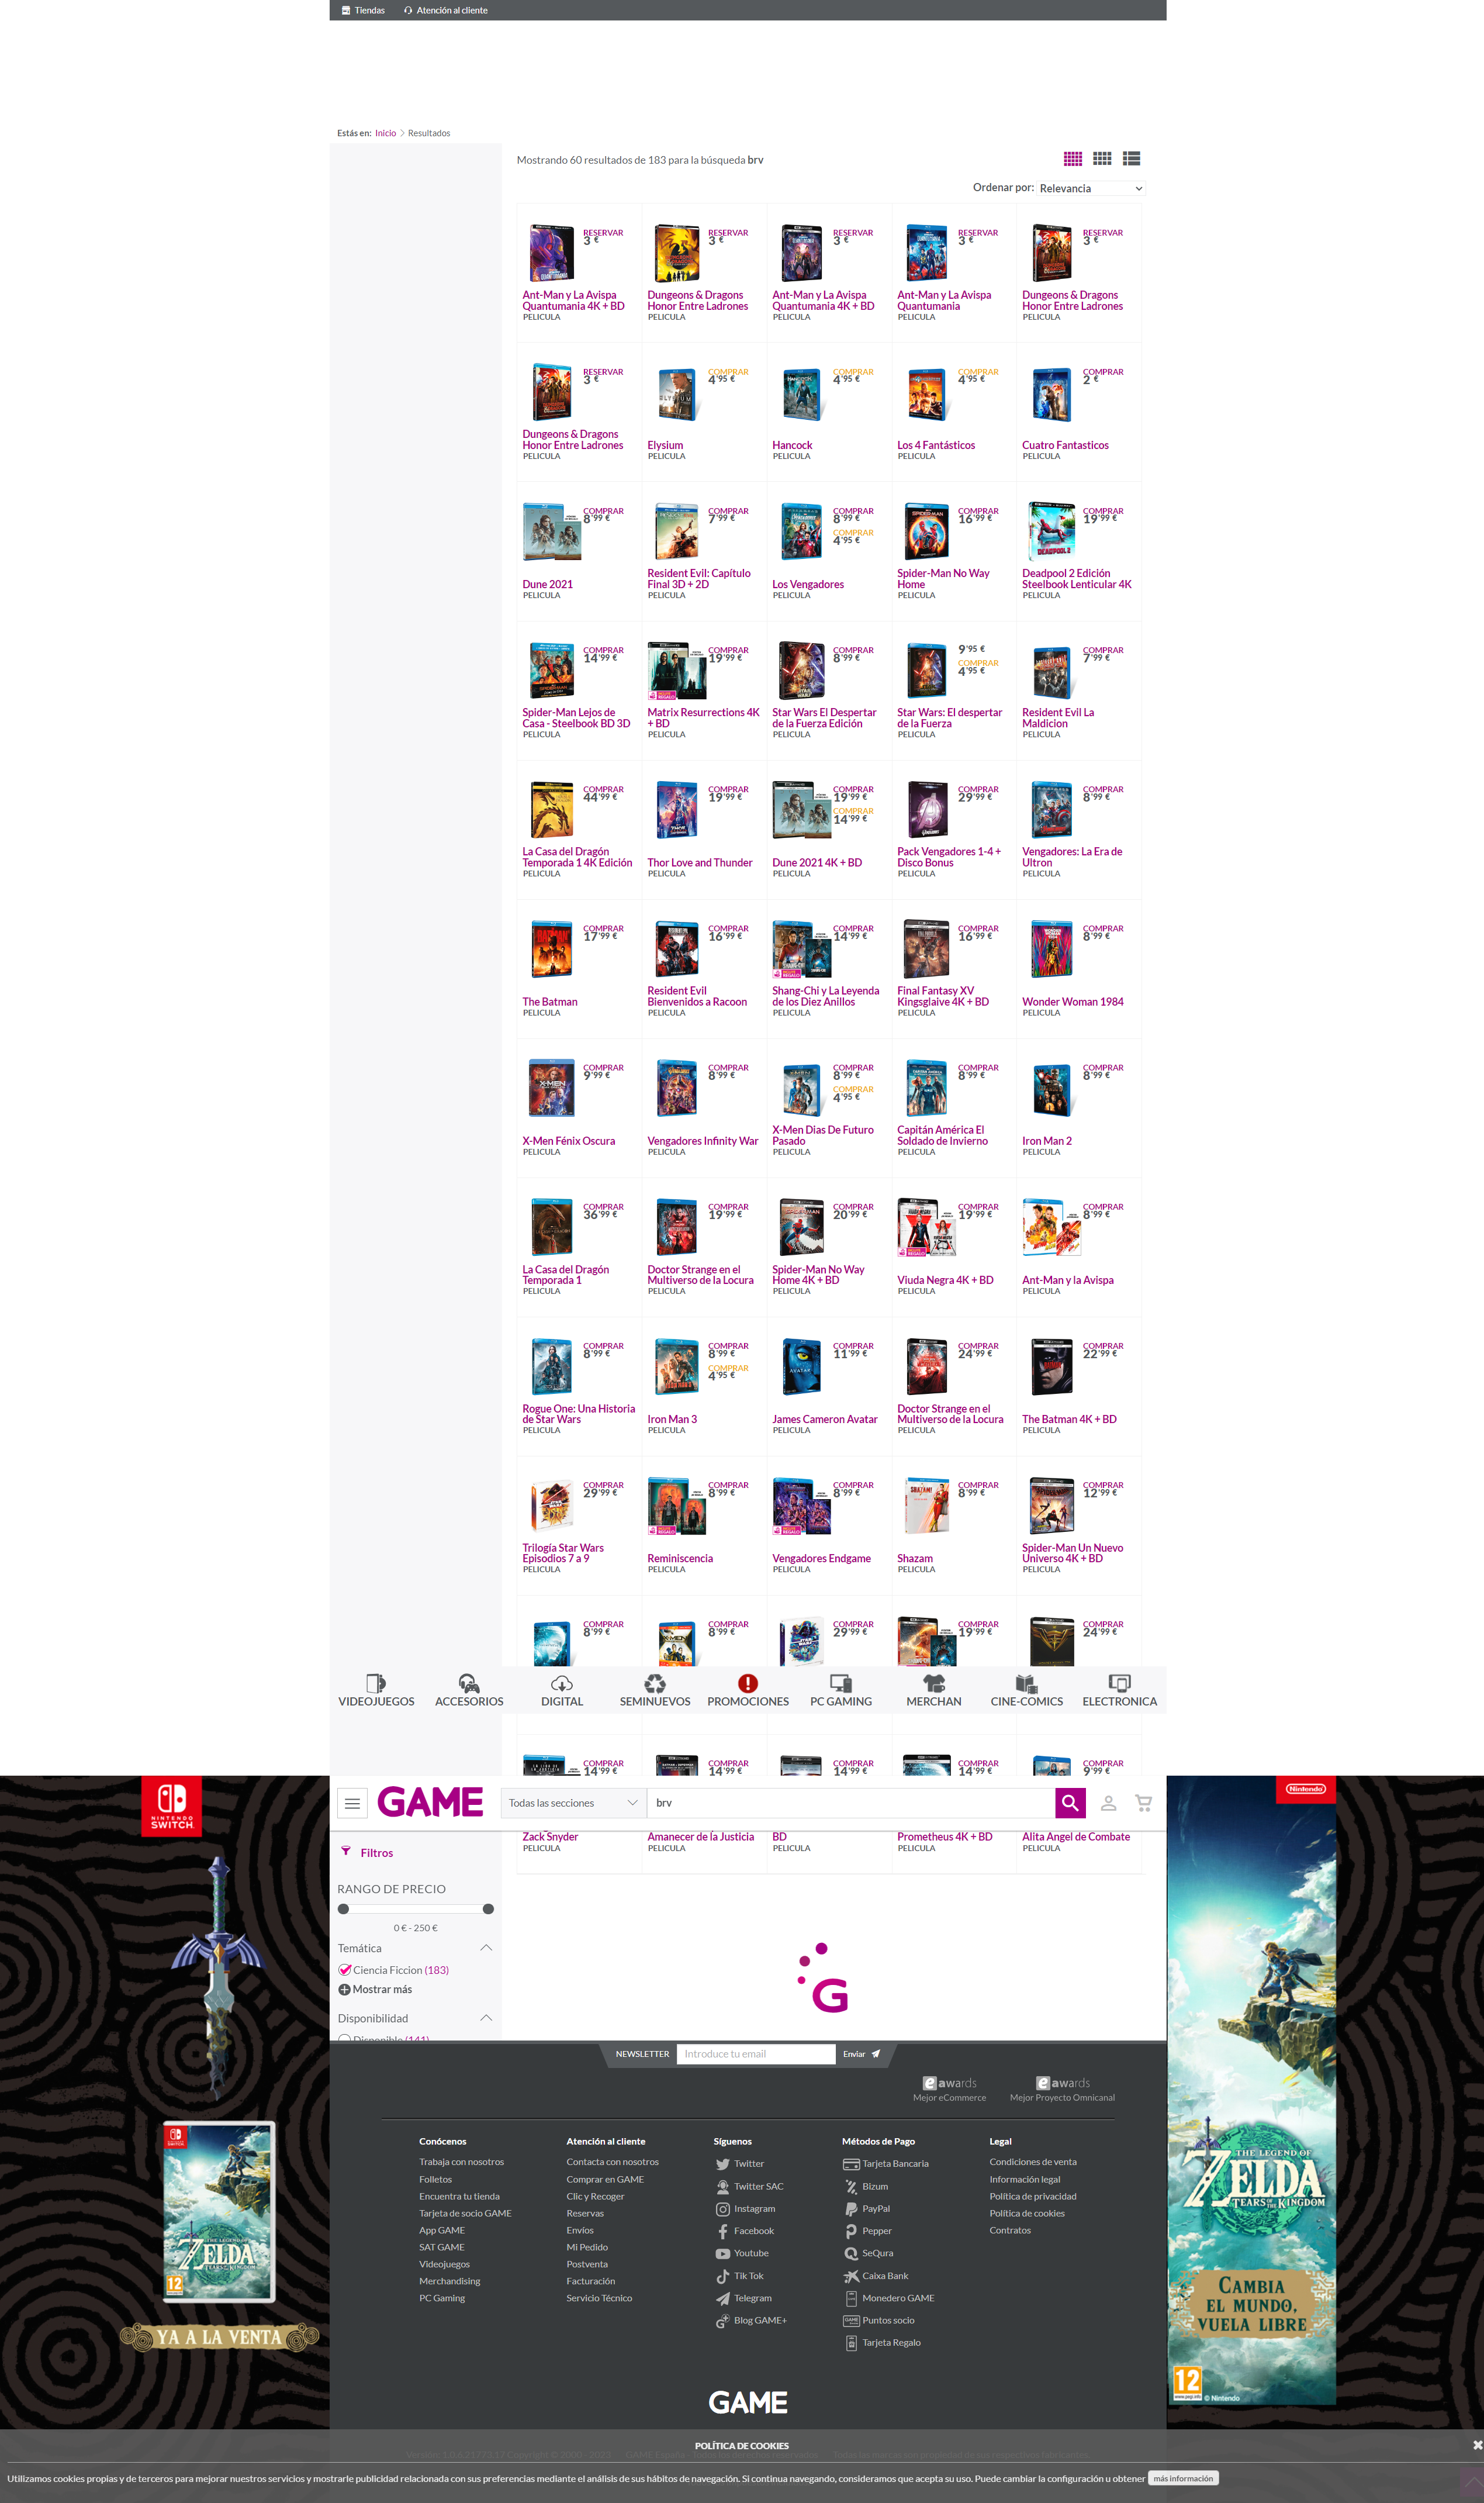 Tiendas Atención al cliente
Estás en: Inicio Resultados
Mostrando 60 resultados de 183 para la búsqueda brv
Ordenar por: Relevancia
RESERVAR
3 €
Ant-Man y La Avispa
Quantumania 4K + BD
PELICULA
RESERVAR
3 €
Dungeons & Dragons
Honor Entre Ladrones
PELICULA
RESERVAR
3 €
Ant-Man y La Avispa
Quantumania 4K + BD
PELICULA
RESERVAR
3 €
Ant-Man y La Avispa
Quantumania
PELICULA
RESERVAR
3 €
Dungeons & Dragons
Honor Entre Ladrones
PELICULA
RESERVAR
3 €
Dungeons & Dragons
Honor Entre Ladrones
PELICULA
COMPRAR
4'95 €
Elysium
PELICULA
COMPRAR
4'95 €
Hancock
PELICULA
COMPRAR
4'95 €
Los 4 Fantásticos
PELICULA
COMPRAR
2 €
Cuatro Fantasticos
PELICULA
COMPRAR
8'99 €
Dune 2021
PELICULA
COMPRAR
7'99 €
Resident Evil: Capítulo
Final 3D + 2D
PELICULA
COMPRAR
8'99 €
COMPRAR
4'95 €
Los Vengadores
PELICULA
COMPRAR
16'99 €
Spider-Man No Way
Home
PELICULA
COMPRAR
19'99 €
Deadpool 2 Edición
Steelbook Lenticular 4K
PELICULA
COMPRAR
14'99 €
Spider-Man Lejos de
Casa - Steelbook BD 3D
PELICULA
COMPRAR
19'99 €
Matrix Resurrections 4K
+ BD
PELICULA
COMPRAR
8'99 €
Star Wars El Despertar
de la Fuerza Edición
PELICULA
9'95 €
COMPRAR
4'95 €
Star Wars: El despertar
de la Fuerza
PELICULA
COMPRAR
7'99 €
Resident Evil La
Maldicion
PELICULA
COMPRAR
44'99 €
La Casa del Dragón
Temporada 1 4K Edición
PELICULA
COMPRAR
19'99 €
Thor Love and Thunder
PELICULA
COMPRAR
19'99 €
COMPRAR
14'99 €
Dune 2021 4K + BD
PELICULA
COMPRAR
29'99 €
Pack Vengadores 1-4 +
Disco Bonus
PELICULA
COMPRAR
8'99 €
Vengadores: La Era de
Ultron
PELICULA
COMPRAR
17'99 €
The Batman
PELICULA
COMPRAR
16'99 €
Resident Evil
Bienvenidos a Racoon
PELICULA
COMPRAR
14'99 €
Shang-Chi y La Leyenda
de los Diez Anillos
PELICULA
COMPRAR
16'99 €
Final Fantasy XV
Kingsglaive 4K + BD
PELICULA
COMPRAR
8'99 €
Wonder Woman 1984
PELICULA
COMPRAR
9'99 €
X-Men Fénix Oscura
PELICULA
COMPRAR
8'99 €
Vengadores Infinity War
PELICULA
COMPRAR
8'99 €
COMPRAR
4'95 €
X-Men Dias De Futuro
Pasado
PELICULA
COMPRAR
8'99 €
Capitán América El
Soldado de Invierno
PELICULA
COMPRAR
8'99 €
Iron Man 2
PELICULA
COMPRAR
36'99 €
La Casa del Dragón
Temporada 1
PELICULA
COMPRAR
19'99 €
Doctor Strange en el
Multiverso de la Locura
PELICULA
COMPRAR
20'99 €
Spider-Man No Way
Home 4K + BD
PELICULA
COMPRAR
19'99 €
Viuda Negra 4K + BD
PELICULA
COMPRAR
8'99 €
Ant-Man y la Avispa
PELICULA
COMPRAR
8'99 €
Rogue One: Una Historia
de Star Wars
PELICULA
COMPRAR
8'99 €
COMPRAR
4'95 €
Iron Man 3
PELICULA
COMPRAR
11'99 €
James Cameron Avatar
PELICULA
COMPRAR
24'99 €
Doctor Strange en el
Multiverso de la Locura
PELICULA
COMPRAR
22'99 €
The Batman 4K + BD
PELICULA
COMPRAR
29'99 €
Trilogía Star Wars
Episodios 7 a 9
PELICULA
COMPRAR
8'99 €
Reminiscencia
PELICULA
COMPRAR
8'99 €
Vengadores Endgame
PELICULA
COMPRAR
8'99 €
Shazam
PELICULA
COMPRAR
12'99 €
Spider-Man Un Nuevo
Universo 4K + BD
PELICULA
COMPRAR
8'99 €
COMPRAR
8'99 €
COMPRAR
29'99 €
COMPRAR
19'99 €
COMPRAR
24'99 €
VIDEOJUEGOS ACCESORIOS DIGITAL SEMINUEVOS PROMOCIONES PC GAMING MERCHAN CINE-COMICS ELECTRONICA
COMPRAR
14'99 €
COMPRAR
14'99 €
COMPRAR
14'99 €
COMPRAR
14'99 €
COMPRAR
9'99 €
GAME Todas las secciones brv
Zack Snyder
PELICULA
Amanecer de la Justicia
PELICULA
BD
PELICULA
Prometheus 4K + BD
PELICULA
Alita Angel de Combate
PELICULA
Filtros
RANGO DE PRECIO
0 € - 250 €
Temática
Ciencia Ficcion (183)
Mostrar más
Disponibilidad
Disponible (141)
G
NINTENDO
SWITCH
THE LEGEND OF
ZELDA
TEARS OF THE KINGDOM
12
YA A LA VENTA
Nintendo
THE LEGEND OF
ZELDA
TEARS OF THE KINGDOM
CAMBIA
EL MUNDO,
VUELA LIBRE
12
www.pegi.info
© Nintendo
NEWSLETTER Introduce tu email Enviar
e awards
Mejor eCommerce
e awards
Mejor Proyecto Omnicanal
Conócenos
Trabaja con nosotros
Folletos
Encuentra tu tienda
Tarjeta de socio GAME
App GAME
SAT GAME
Videojuegos
Merchandising
PC Gaming
Atención al cliente
Contacta con nosotros
Comprar en GAME
Clic y Recoger
Reservas
Envíos
Mi Pedido
Postventa
Facturación
Servicio Técnico
Síguenos
Twitter
Twitter SAC
Instagram
Facebook
Youtube
Tik Tok
Telegram
Blog GAME+
Métodos de Pago
Tarjeta Bancaria
Bizum
PayPal
Pepper
SeQura
Caixa Bank
Monedero GAME
Puntos socio
Tarjeta Regalo
Legal
Condiciones de venta
Información legal
Política de privacidad
Política de cookies
Contratos
GAME
POLÍTICA DE COOKIES
Utilizamos cookies propias y de terceros para mejorar nuestros servicios y mostrarle publicidad relacionada con sus preferencias mediante el análisis de sus hábitos de navegación. Si continua navegando, consideramos que acepta su uso. Puede cambiar la configuración u obtener más información